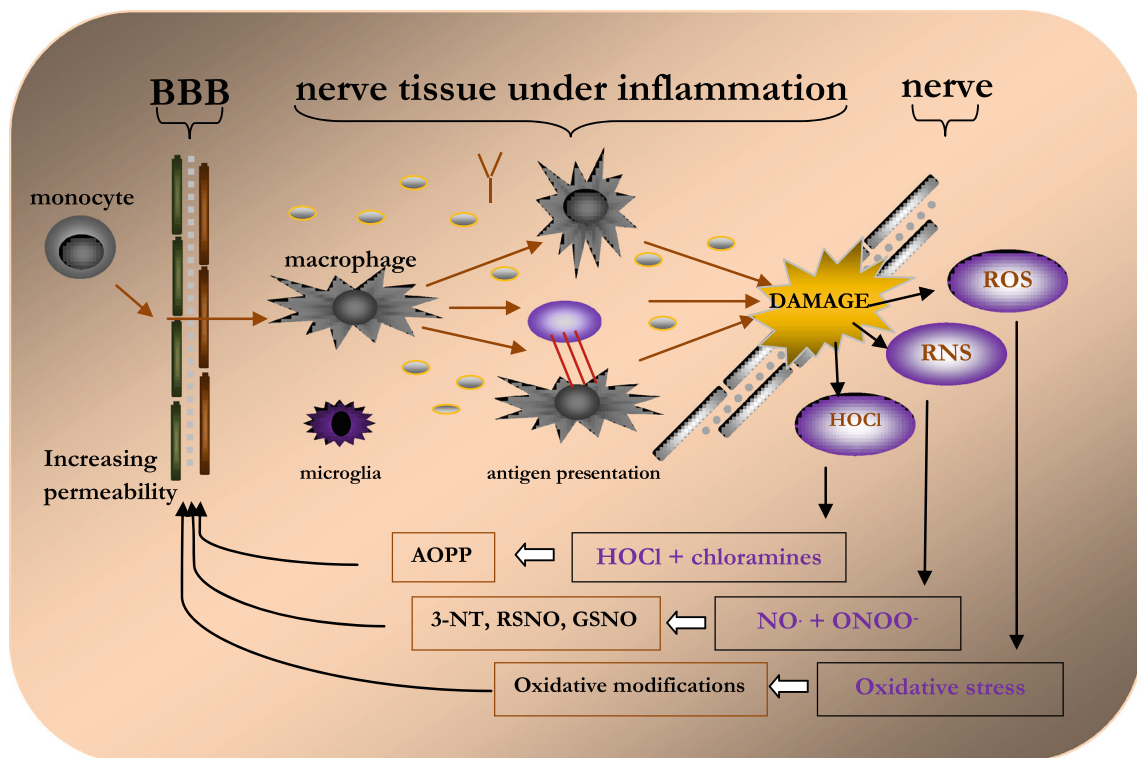 BBB
nerve tissue under inflammation
nerve
monocyte
macrophage
DAMAGE
ROS
RNS
HOCl
Increasing
permeability
microglia
antigen presentation
AOPP
HOCl + chloramines
3-NT, RSNO, GSNO
NO· + ONOO-
Oxidative modifications
Oxidative stress